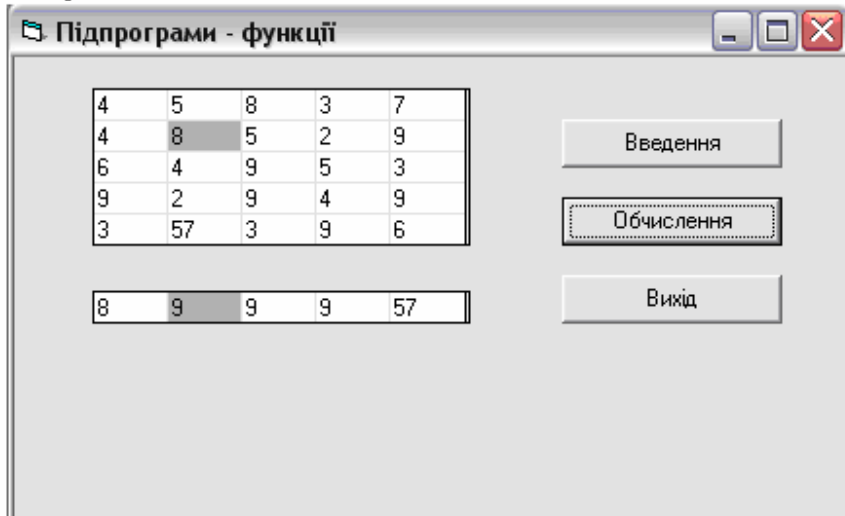 Підпрограми - функції
4 5 8 3 7
4 8 5 2 9
6 4 9 5 3
9 2 9 4 9
3 57 3 9 6
8 9 9 9 57
Введення
Обчислення
Вихід